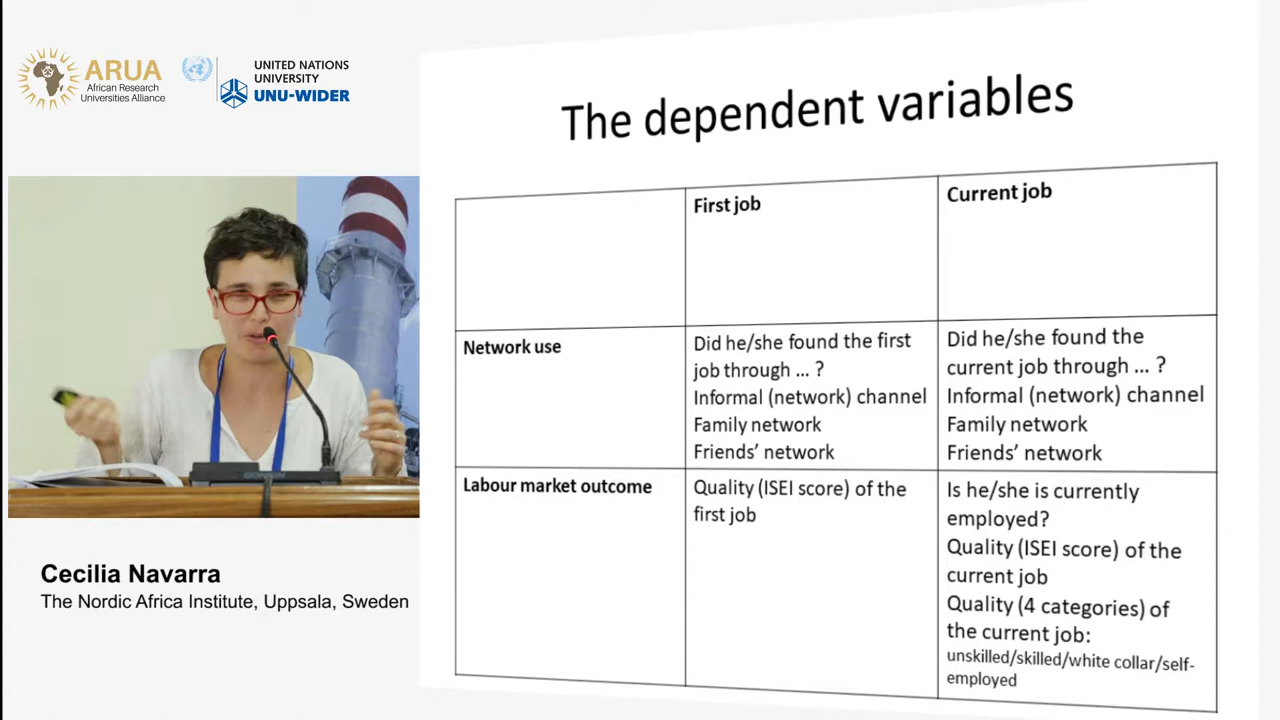 ARUA
African Research
Universities Alliance
UNITED NATIONS
UNIVERSITY
UNU-WIDER
Cecilia Navarra
The Nordic Africa Institute, Uppsala, Sweden
The dependent variables
First job
Current job
Network use
Did he/she found the first
job through ... ?
Informal (network) channel
Family network
Friends’ network
Did he/she found the
current job through ... ?
Informal (network) channel
Family network
Friends’ network
Labour market outcome
Quality (ISEI score) of the
first job
Is he/she is currently
employed?
Quality (ISEI score) of the
current job
Quality (4 categories) of
the current job:
unskilled/skilled/white collar/self-
employed